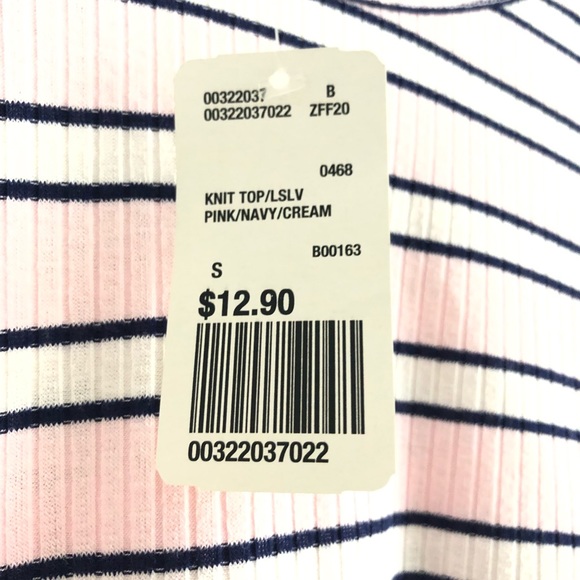 00322037 B
00322037022 ZFF20
0468
KNIT TOP/LSLV
PINK/NAVY/CREAM
B00163
S
$12.90
00322037022